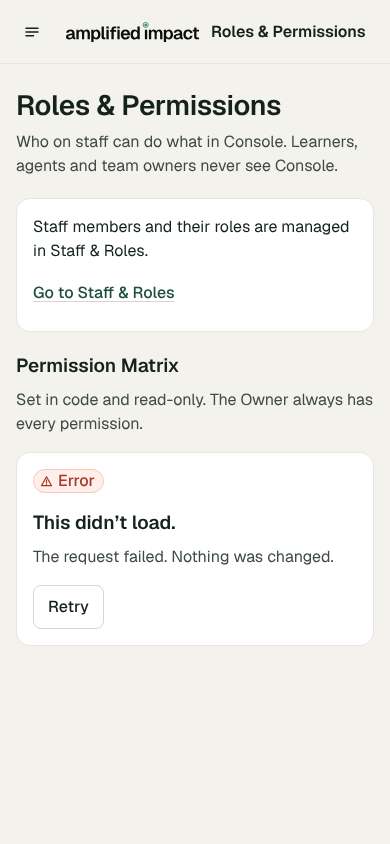 amplified impact Roles & Permissions
Roles & Permissions
Who on staff can do what in Console. Learners,
agents and team owners never see Console.
Staff members and their roles are managed
in Staff & Roles.
Go to Staff & Roles
Permission Matrix
Set in code and read-only. The Owner always has
every permission.
Error
This didn’t load.
The request failed. Nothing was changed.
Retry